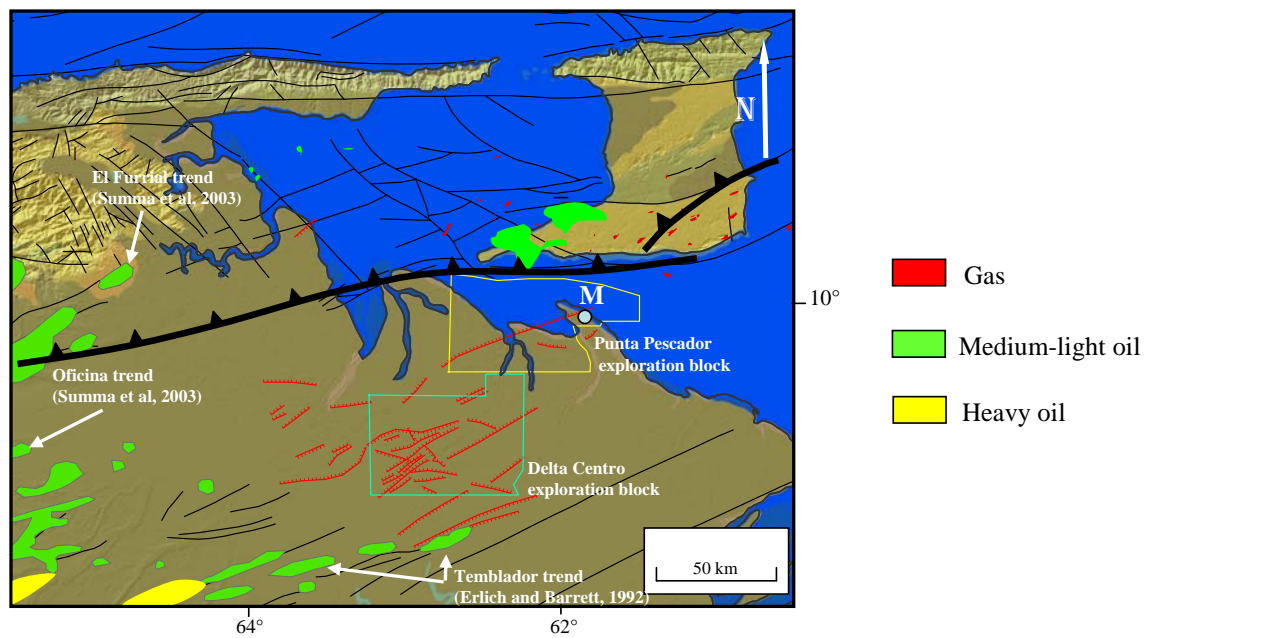 N
El Furrial trend
(Summa et al, 2003)
Gas
M
10°
Punta Pescador
exploration block
Medium-light oil
Oficina trend
(Summa et al, 2003)
Heavy oil
Delta Centro
exploration block
50 km
Temblador trend
(Erlich and Barrett, 1992)
64°
62°